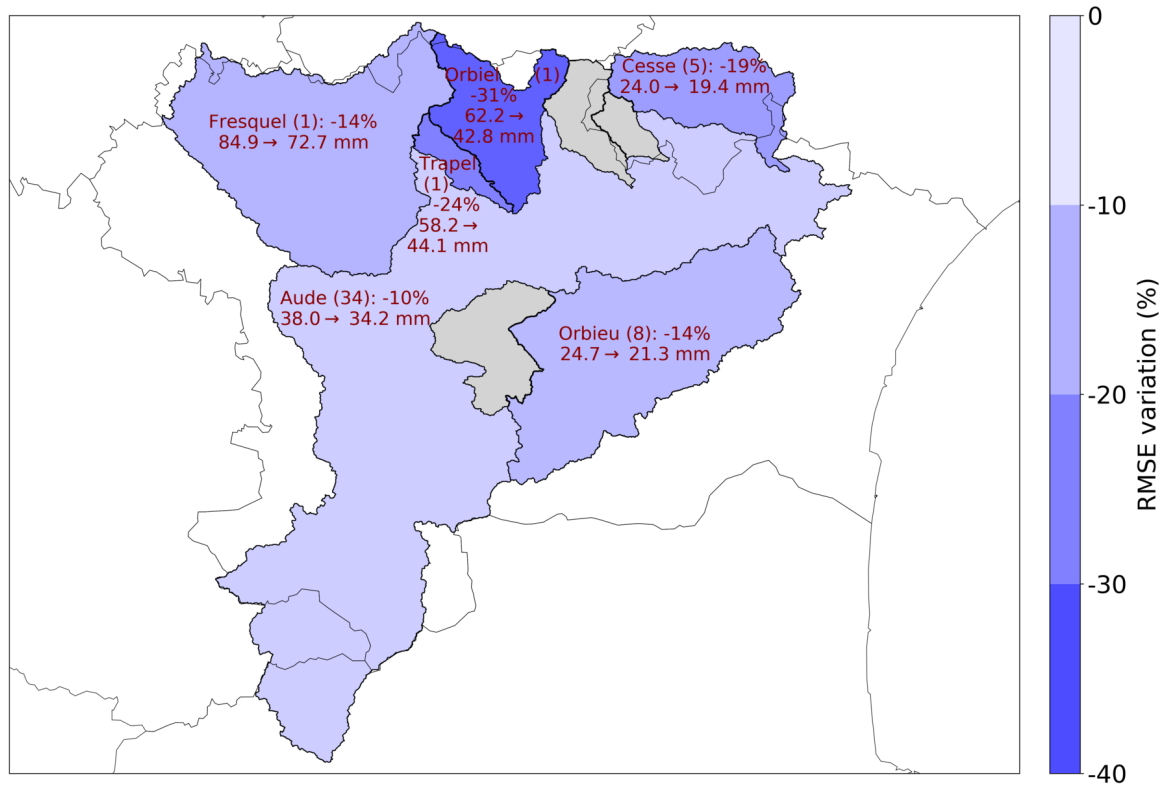 Fresquel (1): -14%
84.9→ 72.7 mm
Orbiel (1)
-31%
62.2→
42.8 mm
Cesse (5): -19%
24.0→ 19.4 mm
Trapel
(1)
-24%
58.2→
44.1 mm
Aude (34): -10%
38.0→ 34.2 mm
Orbieu (8): -14%
24.7→ 21.3 mm
0
-10
-20
-30
-40
RMSE variation (%)